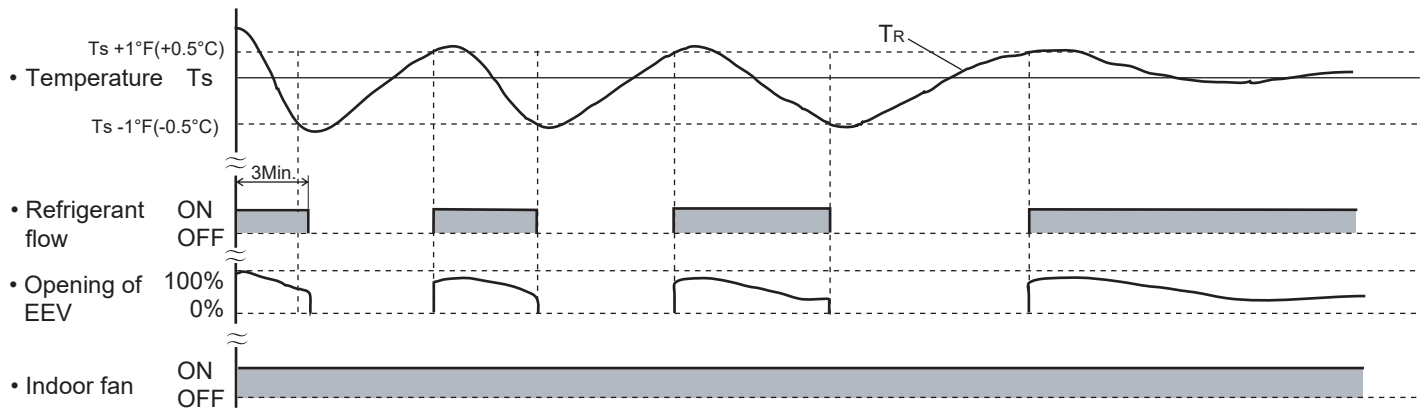 Ts +1°F(+0.5°C)
TR
• Temperature Ts
Ts -1°F(-0.5°C)
3Min.
• Refrigerant ON
flow OFF
• Opening of 100%
EEV 0%
• Indoor fan ON
OFF